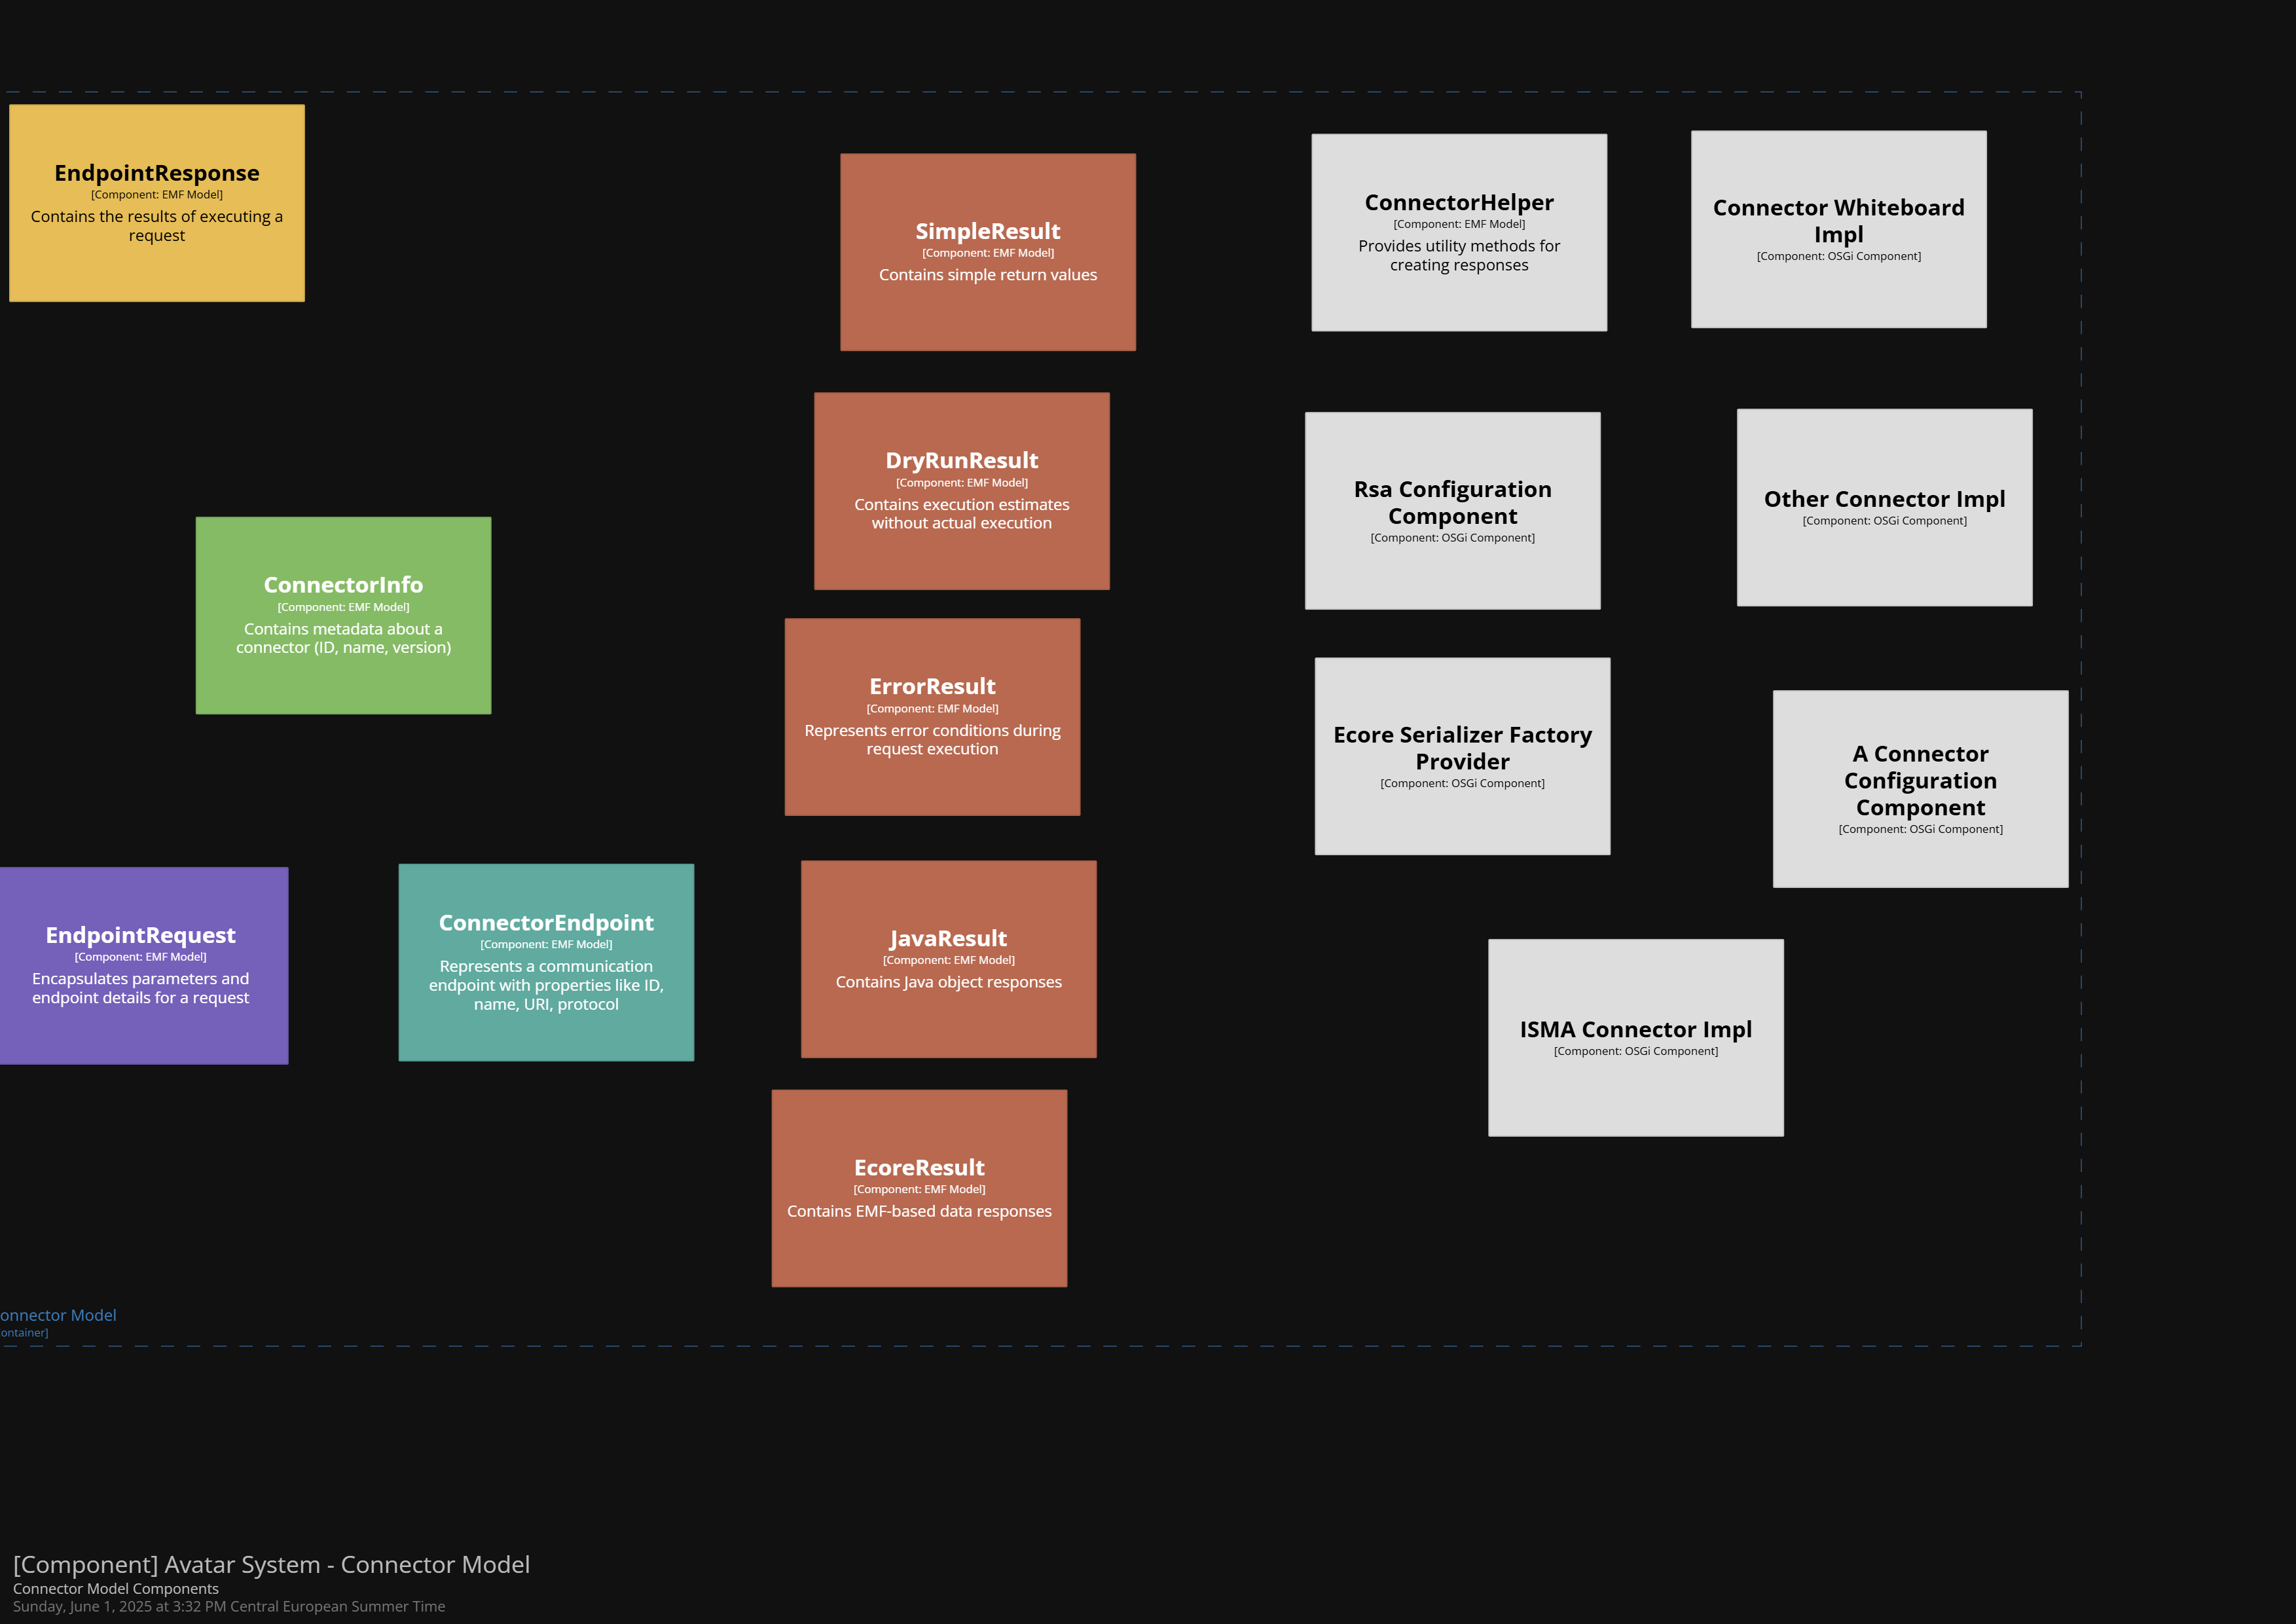 EndpointResponse
[Component: EMF Model]
Contains the results of executing a
request
SimpleResult
[Component: EMF Model]
Contains simple return values
ConnectorHelper
[Component: EMF Model]
Provides utility methods for
creating responses
Connector Whiteboard
Impl
[Component: OSGi Component]
DryRunResult
[Component: EMF Model]
Contains execution estimates
without actual execution
Rsa Configuration
Component
[Component: OSGi Component]
Other Connector Impl
[Component: OSGi Component]
ConnectorInfo
[Component: EMF Model]
Contains metadata about a
connector (ID, name, version)
ErrorResult
[Component: EMF Model]
Represents error conditions during
request execution
Ecore Serializer Factory
Provider
[Component: OSGi Component]
A Connector
Configuration
Component
[Component: OSGi Component]
EndpointRequest
[Component: EMF Model]
Encapsulates parameters and
endpoint details for a request
ConnectorEndpoint
[Component: EMF Model]
Represents a communication
endpoint with properties like ID,
name, URI, protocol
JavaResult
[Component: EMF Model]
Contains Java object responses
ISMA Connector Impl
[Component: OSGi Component]
EcoreResult
[Component: EMF Model]
Contains EMF-based data responses
onnector Model
ontainer]
[Component] Avatar System - Connector Model
Connector Model Components
Sunday, June 1, 2025 at 3:32 PM Central European Summer Time